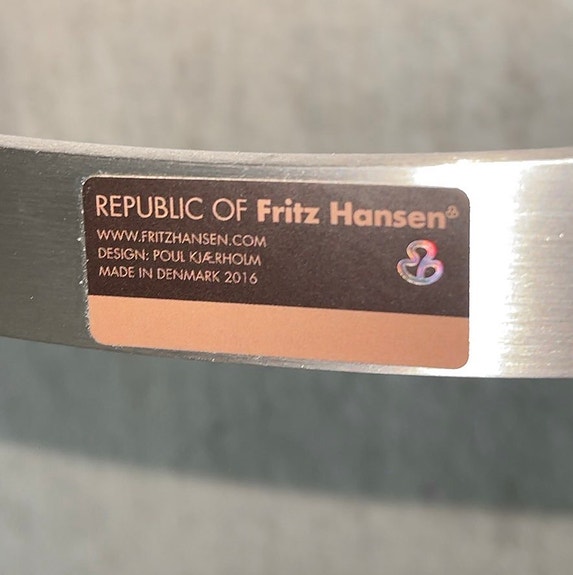 REPUBLIC OF Fritz Hansen®
WWW.FRITZHANSEN.COM
DESIGN: POUL KJÆRHOLM
MADE IN DENMARK 2016